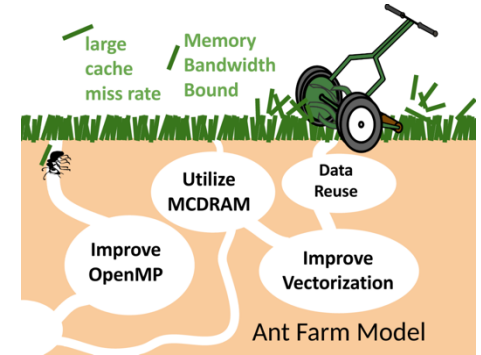 large
cache
miss rate
Memory
Bandwidth
Bound
Utilize
MCDRAM
Data
Reuse
Improve
OpenMP
Improve
Vectorization
Ant Farm Model